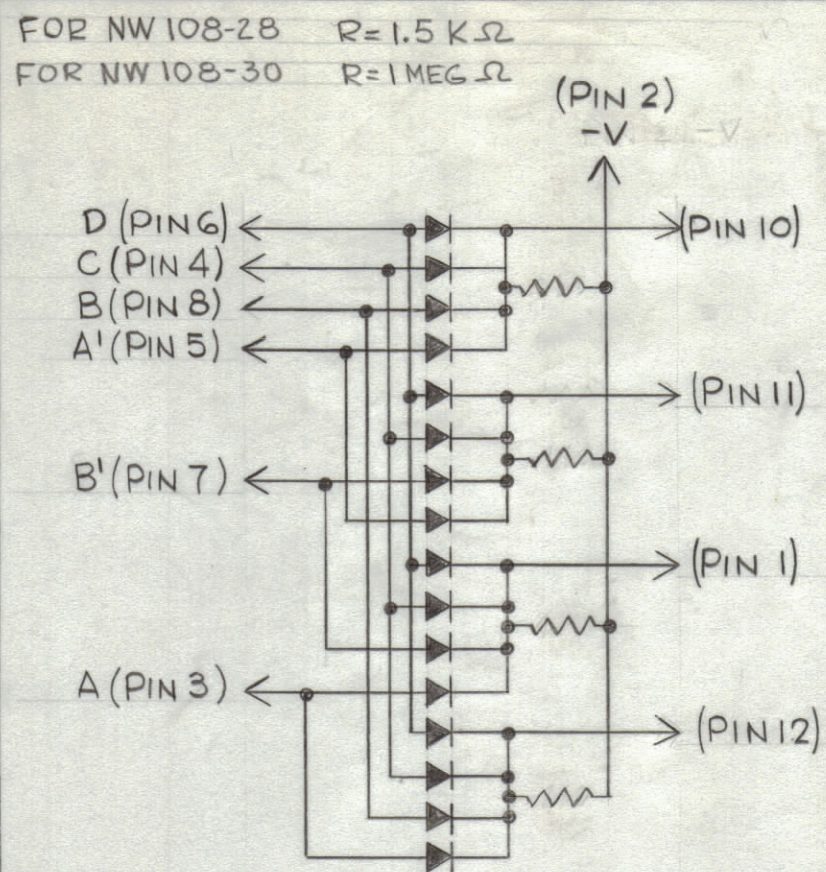 FOR NW 108-28 R= 1.5 KΩ
FOR NW 108-30 R= 1 MEG Ω
(PIN 2)
-V
D (PIN 6)
(PIN 10)
C (PIN 4)
B (PIN 8)
A' (PIN 5)
(PIN 11)
B' (PIN 7)
(PIN 1)
A (PIN 3)
(PIN 12)